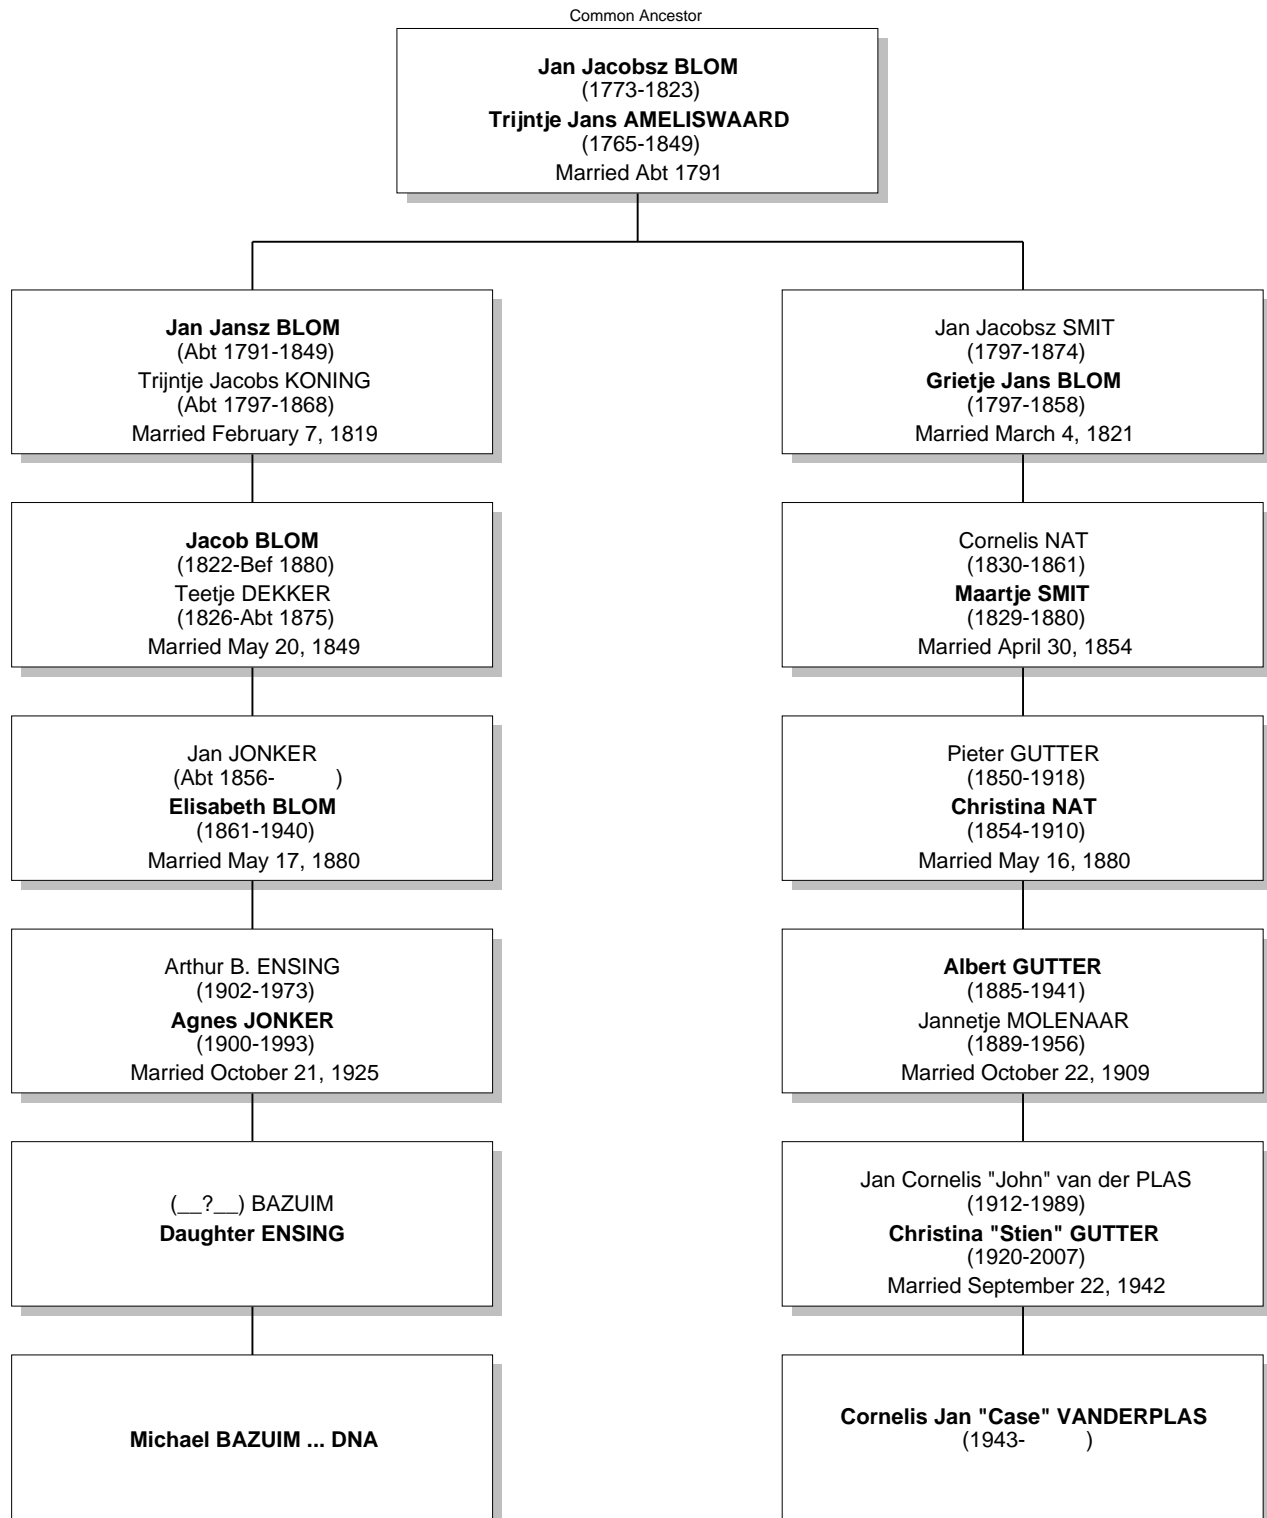 Common Ancestor
Jan Jacobsz BLOM
(1773-1823)
Trijntje Jans AMELISWAARD
(1765-1849)
Married Abt 1791
Jan Jansz BLOM
(Abt 1791-1849)
Trijntje Jacobs KONING
(Abt 1797-1868)
Married February 7, 1819
Jan Jacobsz SMIT
(1797-1874)
Grietje Jans BLOM
(1797-1858)
Married March 4, 1821
Jacob BLOM
(1822-Bef 1880)
Teetje DEKKER
(1826-Abt 1875)
Married May 20, 1849
Cornelis NAT
(1830-1861)
Maartje SMIT
(1829-1880)
Married April 30, 1854
Jan JONKER
(Abt 1856- )
Elisabeth BLOM
(1861-1940)
Married May 17, 1880
Pieter GUTTER
(1850-1918)
Christina NAT
(1854-1910)
Married May 16, 1880
Arthur B. ENSING
(1902-1973)
Agnes JONKER
(1900-1993)
Married October 21, 1925
Albert GUTTER
(1885-1941)
Jannetje MOLENAAR
(1889-1956)
Married October 22, 1909
(__?__) BAZUIM
Daughter ENSING
Jan Cornelis "John" van der PLAS
(1912-1989)
Christina "Stien" GUTTER
(1920-2007)
Married September 22, 1942
Michael BAZUIM ... DNA
Cornelis Jan "Case" VANDERPLAS
(1943- )